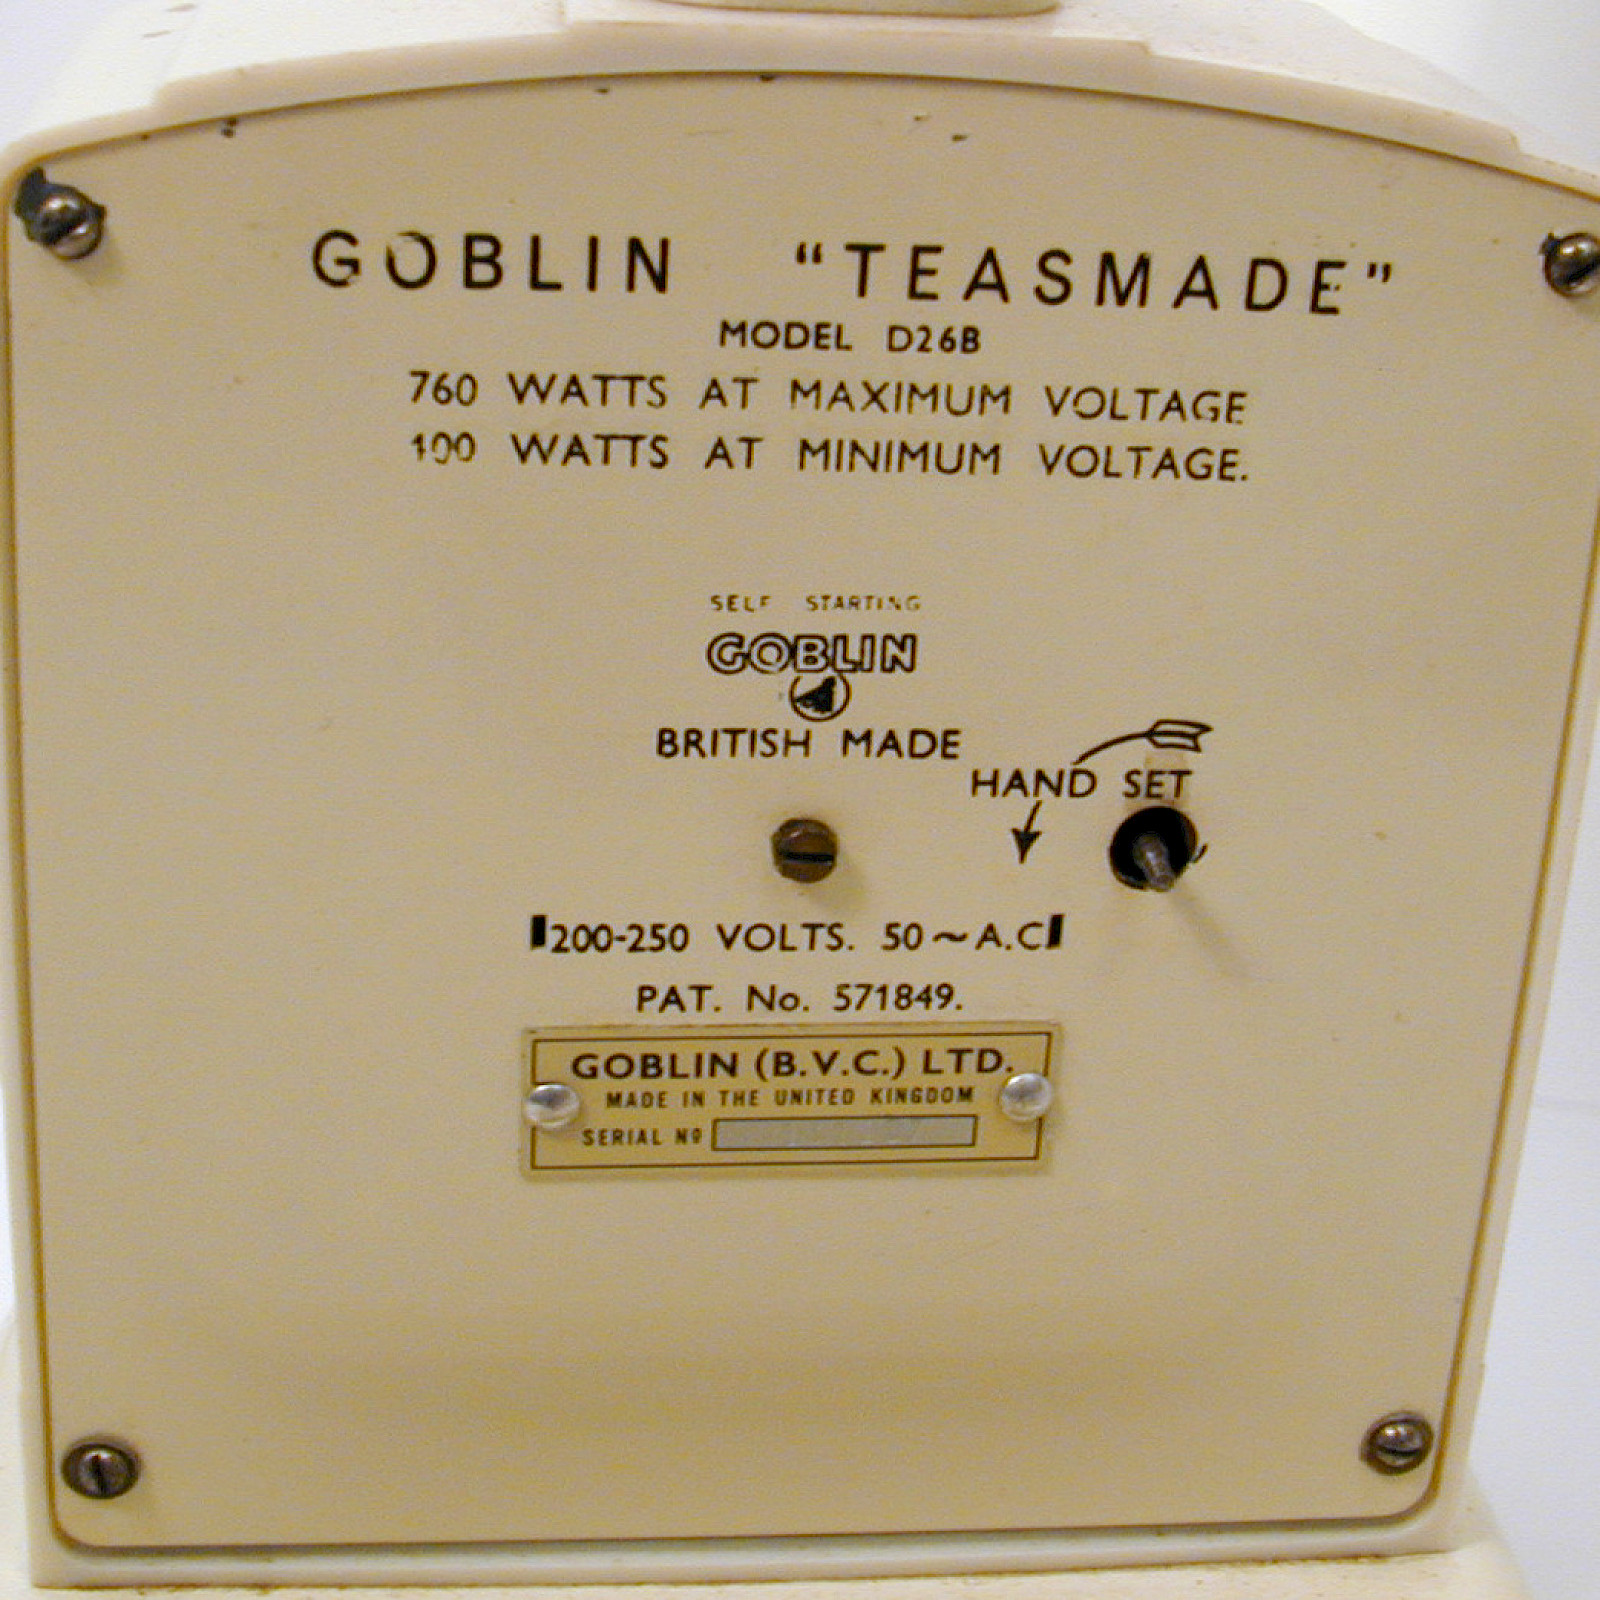 GOBLIN "TEASMADE"
MODEL D26B
760 WATTS AT MAXIMUM VOLTAGE
400 WATTS AT MINIMUM VOLTAGE.
SELF STARTING
GOBLIN
BRITISH MADE
HAND SET
200-250 VOLTS. 50~A.C
PAT. No. 571849.
GOBLIN (B.V.C.) LTD.
MADE IN THE UNITED KINGDOM
SERIAL Nº